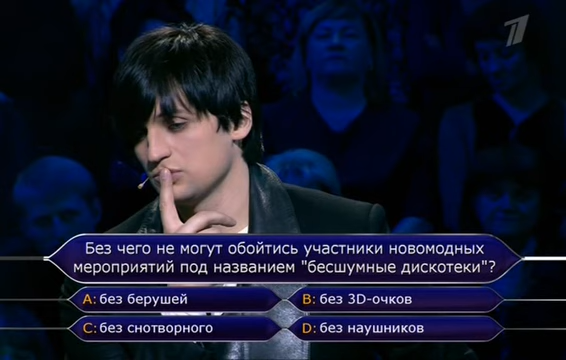 1
Без чего не могут обойтись участники новомодных
мероприятий под названием "бесшумные дискотеки"?
A: без берушей
B: без 3D-очков
C: без снотворного
D: без наушников